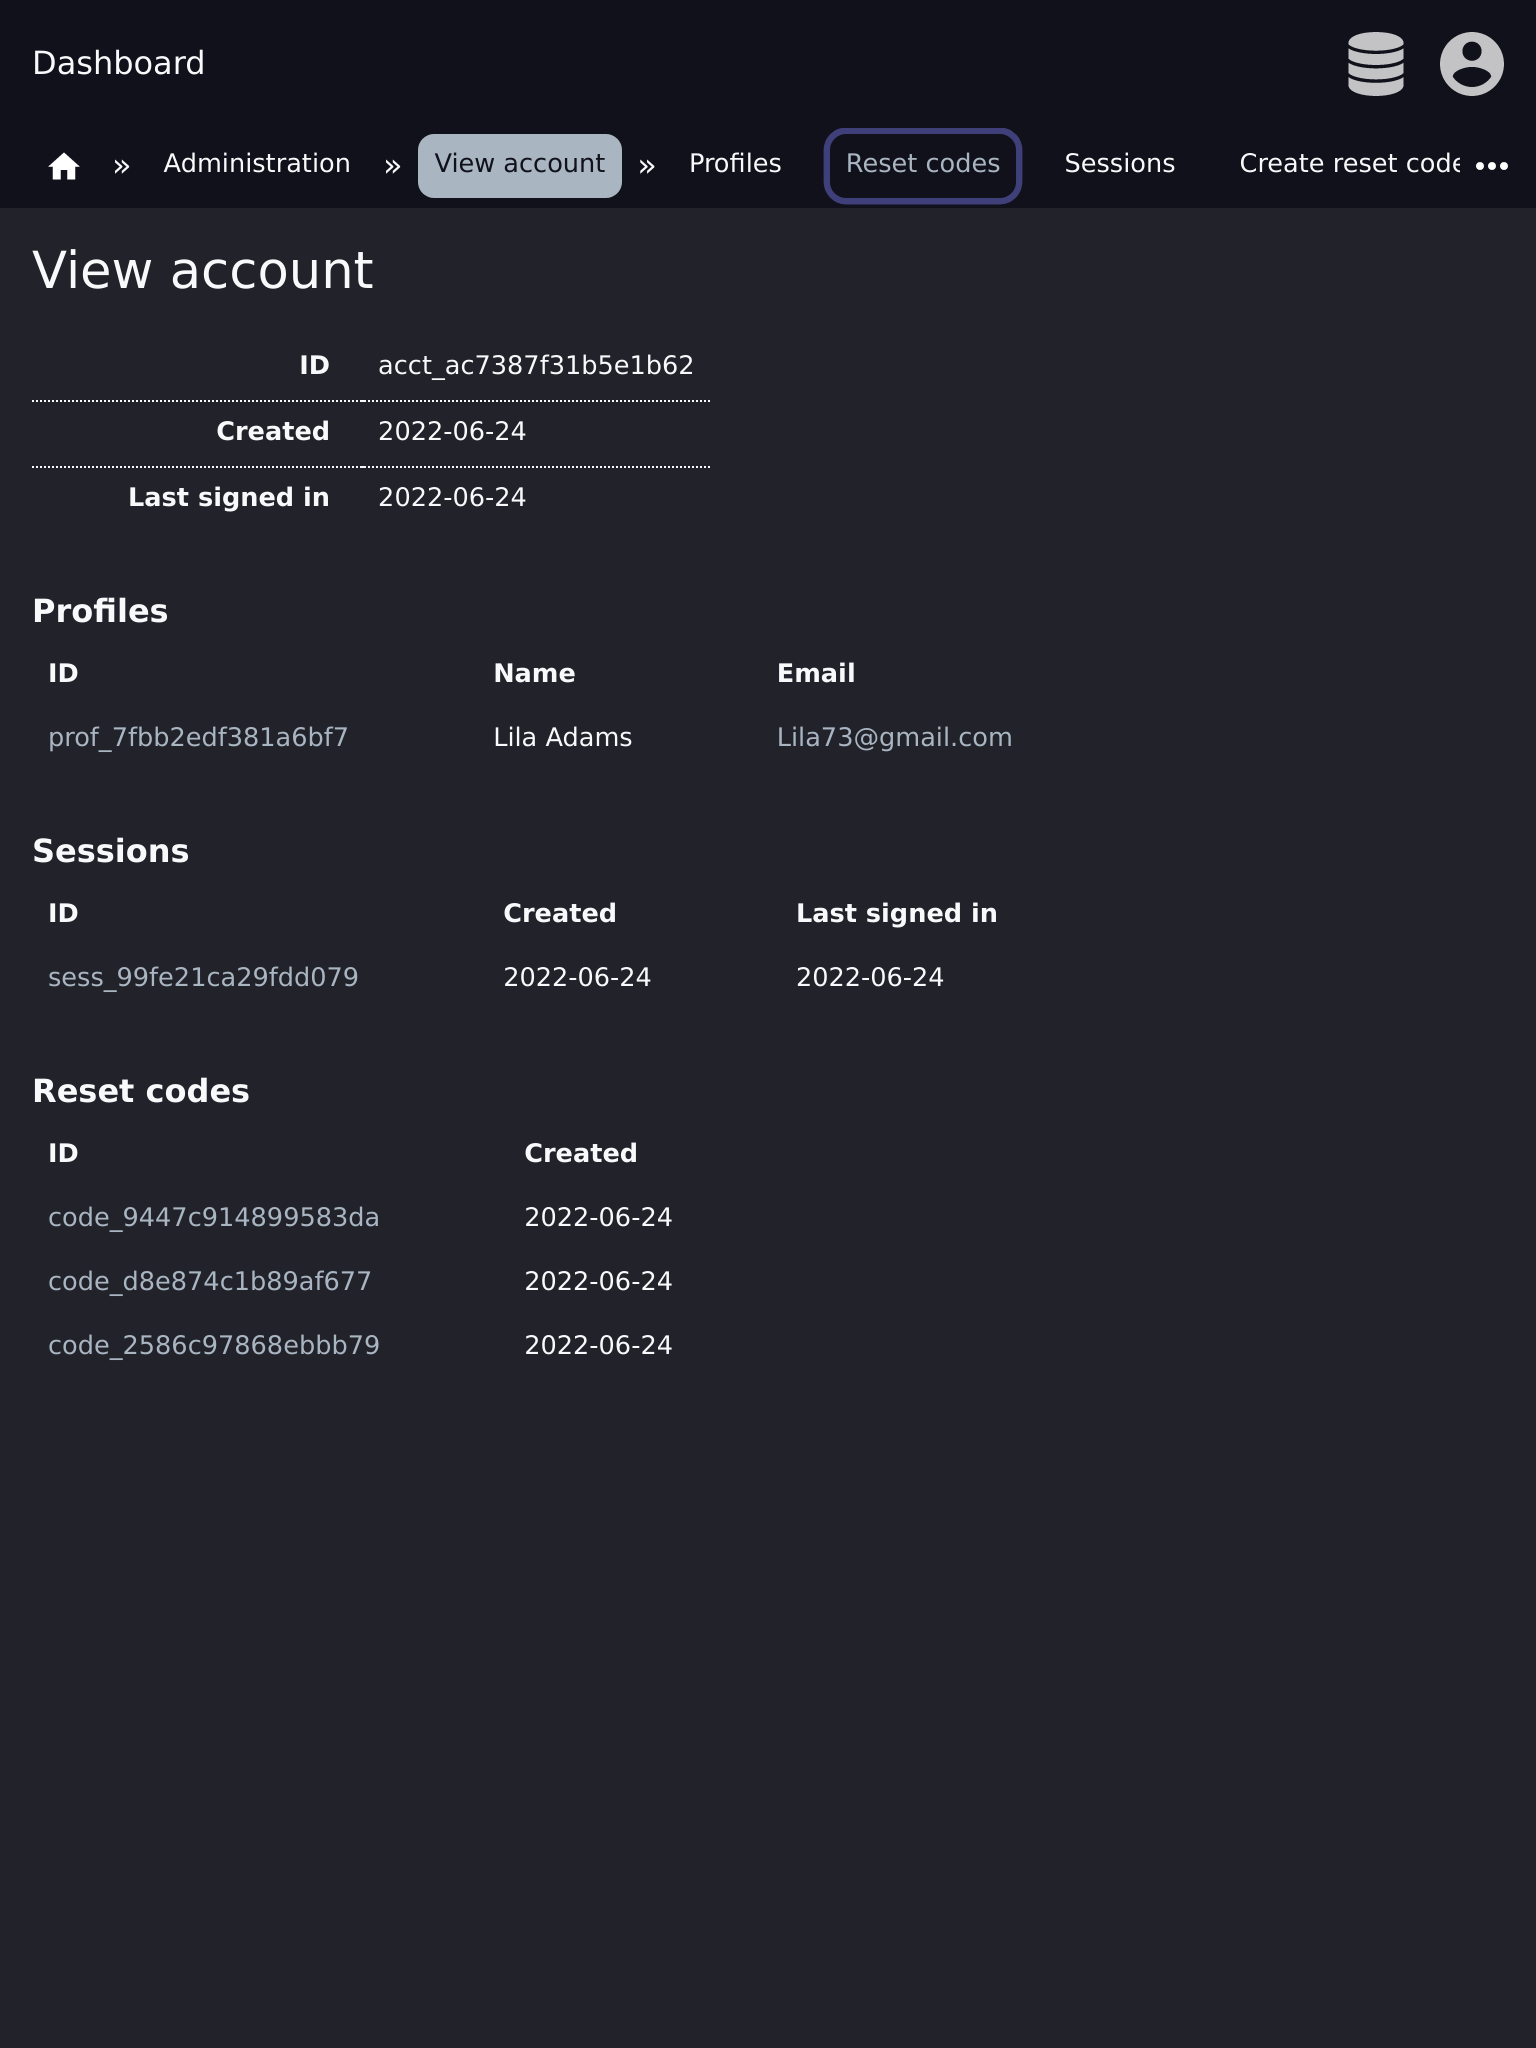 Dashboard
» Administration » View account » Profiles Reset codes Sessions Create reset code •••
View account
ID acct_ac7387f31b5e1b62
Created 2022-06-24
Last signed in 2022-06-24
Profiles
ID Name Email
prof_7fbb2edf381a6bf7 Lila Adams Lila73@gmail.com
Sessions
ID Created Last signed in
sess_99fe21ca29fdd079 2022-06-24 2022-06-24
Reset codes
ID Created
code_9447c914899583da 2022-06-24
code_d8e874c1b89af677 2022-06-24
code_2586c97868ebbb79 2022-06-24